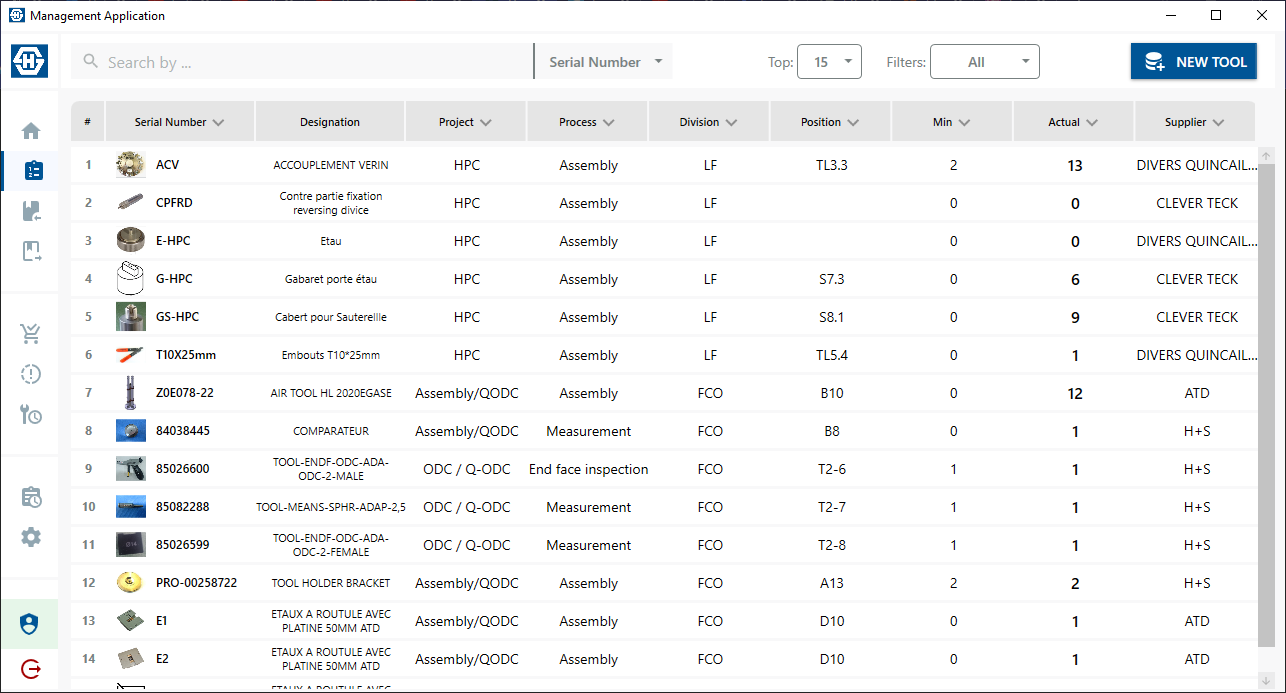 Management Application
Search by ...
Serial Number
Top:
15
Filters:
All
NEW TOOL
# Serial Number Designation Project Process Division Position Min Actual Supplier
1 ACV ACCOUPLEMENT VERIN HPC Assembly LF TL3.3 2 13 DIVERS QUINCAIL...
2 CPFRD Contre partie fixation reversing divice HPC Assembly LF 0 0 CLEVER TECK
3 E-HPC Etau HPC Assembly LF 0 0 DIVERS QUINCAIL...
4 G-HPC Gabaret porte étau HPC Assembly LF S7.3 0 6 CLEVER TECK
5 GS-HPC Cabert pour Sauterelle HPC Assembly LF S8.1 0 9 CLEVER TECK
6 T10X25mm Embouts T10*25mm HPC Assembly LF TL5.4 0 1 DIVERS QUINCAIL...
7 Z0E078-22 AIR TOOL HL 2020EGASE Assembly/QODC Assembly FCO B10 0 12 ATD
8 84038445 COMPARATEUR Assembly/QODC Measurement FCO B8 0 1 H+S
9 85026600 TOOL-ENDF-ODC-ADA-ODC-2-MALE ODC / Q-ODC End face inspection FCO T2-6 1 1 H+S
10 85082288 TOOL-MEANS-SPHR-ADAP-2,5 ODC / Q-ODC Measurement FCO T2-7 1 1 H+S
11 85026599 TOOL-ENDF-ODC-ADA-ODC-2-FEMALE ODC / Q-ODC Measurement FCO T2-8 1 1 H+S
12 PRO-00258722 TOOL HOLDER BRACKET Assembly/QODC Assembly FCO A13 2 2 H+S
13 E1 ETAUX A ROUTULE AVEC PLATINE 50MM ATD Assembly/QODC Assembly FCO D10 0 1 ATD
14 E2 ETAUX A ROUTULE AVEC PLATINE 50MM ATD Assembly/QODC Assembly FCO D10 0 1 ATD